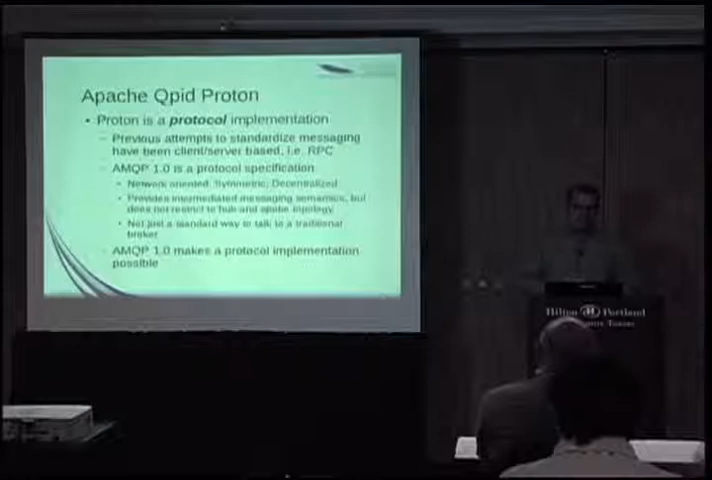 Apache Qpid Proton
• Proton is a protocol implementation
– Previous attempts to standardize messaging
have been client/server based, i.e. RPC
– AMQP 1.0 is a protocol specification
• Network oriented, Symmetric, Decentralized
• Provides intermediated messaging semantics, but
does not restrict to hub and spoke topology
• Not just a standard way to talk to a traditional
broker
– AMQP 1.0 makes a protocol implementation
possible
Hilton H Portland
Tower